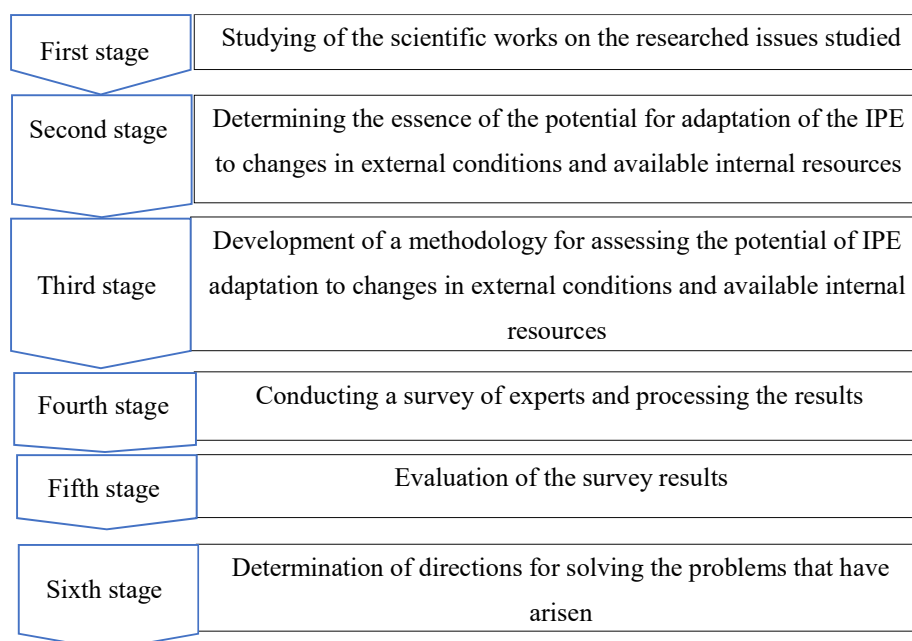 First stage
Studying of the scientific works on the researched issues studied
Second stage
Determining the essence of the potential for adaptation of the IPE
to changes in external conditions and available internal resources
Third stage
Development of a methodology for assessing the potential of IPE
adaptation to changes in external conditions and available internal
resources
Fourth stage
Conducting a survey of experts and processing the results
Fifth stage
Evaluation of the survey results
Sixth stage
Determination of directions for solving the problems that have
arisen